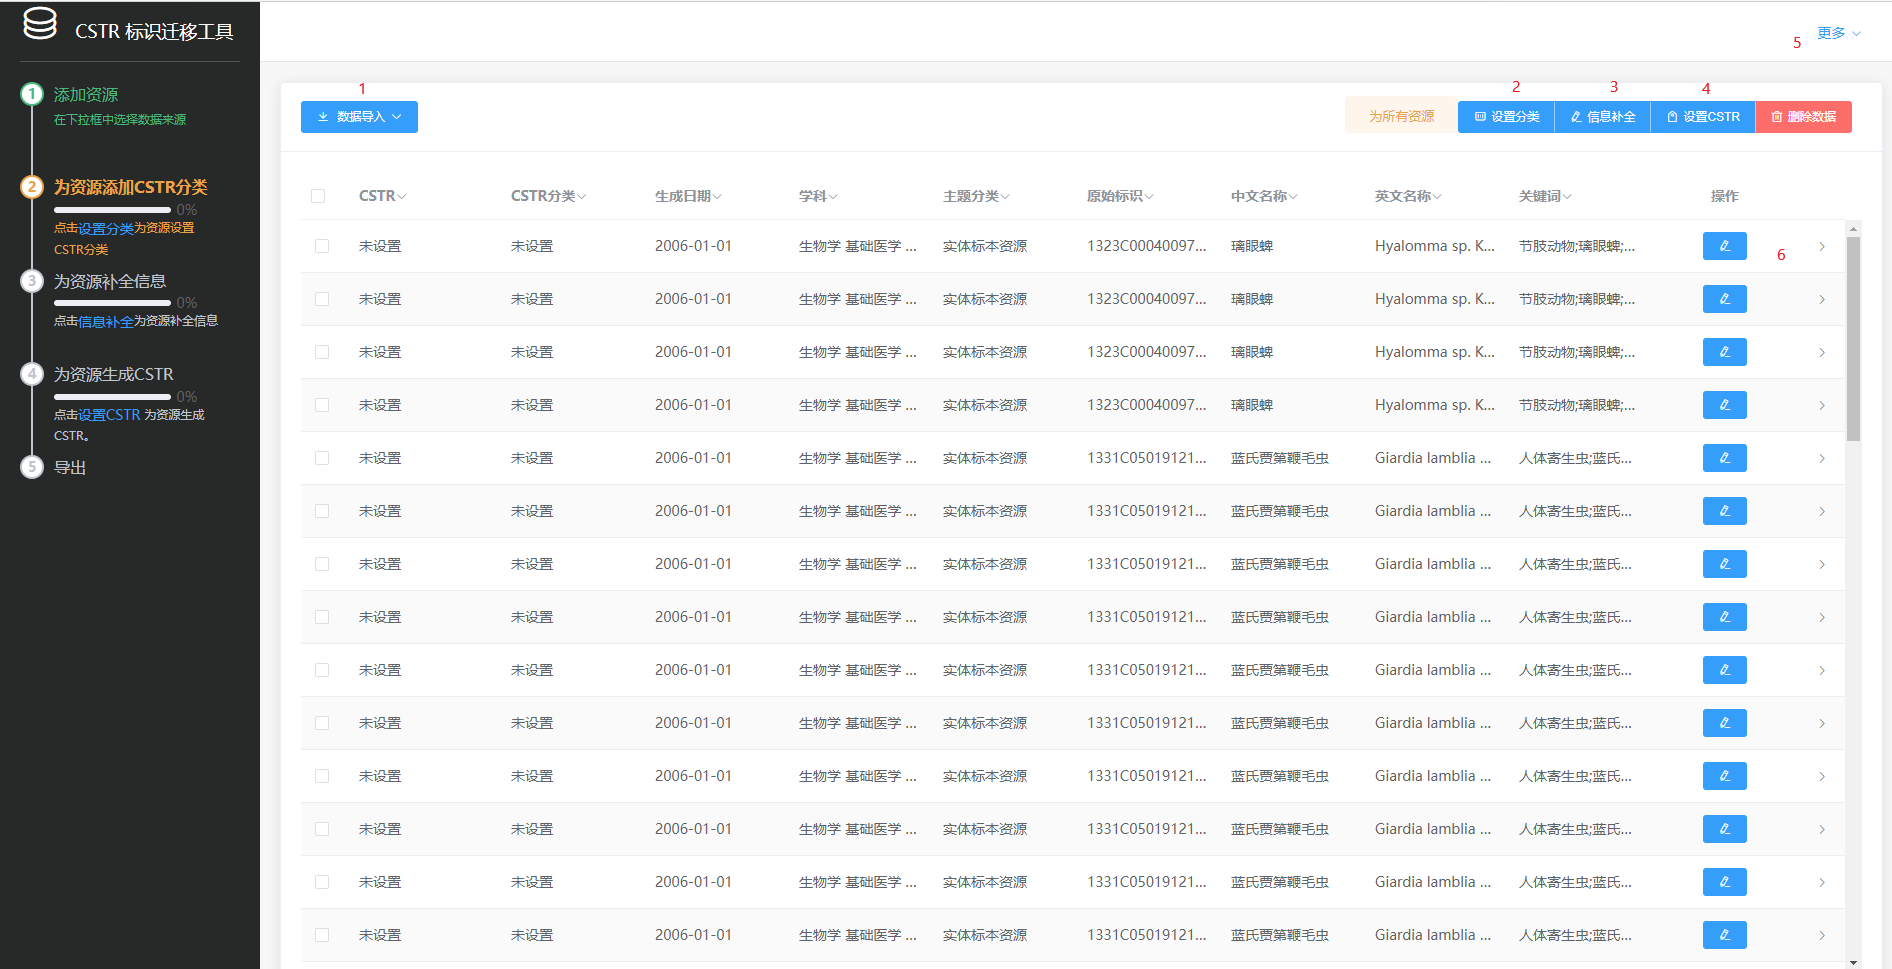 CSTR 标识迁移工具
更多
5
1 添加资源
在下拉框中选择数据来源
2 为资源添加CSTR分类
0%
点击设置分类为资源设置
CSTR分类
3 为资源补全信息
0%
点击信息补全为资源补全信息
4 为资源生成CSTR
0%
点击设置CSTR 为资源生成
CSTR。
5 导出
1 2 3 4
数据导入 为所有资源 设置分类 信息补全 设置CSTR 删除数据
CSTR CSTR分类 生成日期 学科 主题分类 原始标识 中文名称 英文名称 关键词 操作
未设置 未设置 2006-01-01 生物学 基础医学 ... 实体标本资源 1323C00040097... 璃眼蜱 Hyalomma sp. K... 节肢动物;璃眼蜱;... 6
未设置 未设置 2006-01-01 生物学 基础医学 ... 实体标本资源 1323C00040097... 璃眼蜱 Hyalomma sp. K... 节肢动物;璃眼蜱;...
未设置 未设置 2006-01-01 生物学 基础医学 ... 实体标本资源 1323C00040097... 璃眼蜱 Hyalomma sp. K... 节肢动物;璃眼蜱;...
未设置 未设置 2006-01-01 生物学 基础医学 ... 实体标本资源 1323C00040097... 璃眼蜱 Hyalomma sp. K... 节肢动物;璃眼蜱;...
未设置 未设置 2006-01-01 生物学 基础医学 ... 实体标本资源 1331C05019121... 蓝氏贾第鞭毛虫 Giardia lamblia ... 人体寄生虫;蓝氏...
未设置 未设置 2006-01-01 生物学 基础医学 ... 实体标本资源 1331C05019121... 蓝氏贾第鞭毛虫 Giardia lamblia ... 人体寄生虫;蓝氏...
未设置 未设置 2006-01-01 生物学 基础医学 ... 实体标本资源 1331C05019121... 蓝氏贾第鞭毛虫 Giardia lamblia ... 人体寄生虫;蓝氏...
未设置 未设置 2006-01-01 生物学 基础医学 ... 实体标本资源 1331C05019121... 蓝氏贾第鞭毛虫 Giardia lamblia ... 人体寄生虫;蓝氏...
未设置 未设置 2006-01-01 生物学 基础医学 ... 实体标本资源 1331C05019121... 蓝氏贾第鞭毛虫 Giardia lamblia ... 人体寄生虫;蓝氏...
未设置 未设置 2006-01-01 生物学 基础医学 ... 实体标本资源 1331C05019121... 蓝氏贾第鞭毛虫 Giardia lamblia ... 人体寄生虫;蓝氏...
未设置 未设置 2006-01-01 生物学 基础医学 ... 实体标本资源 1331C05019121... 蓝氏贾第鞭毛虫 Giardia lamblia ... 人体寄生虫;蓝氏...
未设置 未设置 2006-01-01 生物学 基础医学 ... 实体标本资源 1331C05019121... 蓝氏贾第鞭毛虫 Giardia lamblia ... 人体寄生虫;蓝氏...
未设置 未设置 2006-01-01 生物学 基础医学 ... 实体标本资源 1331C05019121... 蓝氏贾第鞭毛虫 Giardia lamblia ... 人体寄生虫;蓝氏...
未设置 未设置 2006-01-01 生物学 基础医学 ... 实体标本资源 1331C05019121... 蓝氏贾第鞭毛虫 Giardia lamblia ... 人体寄生虫;蓝氏...